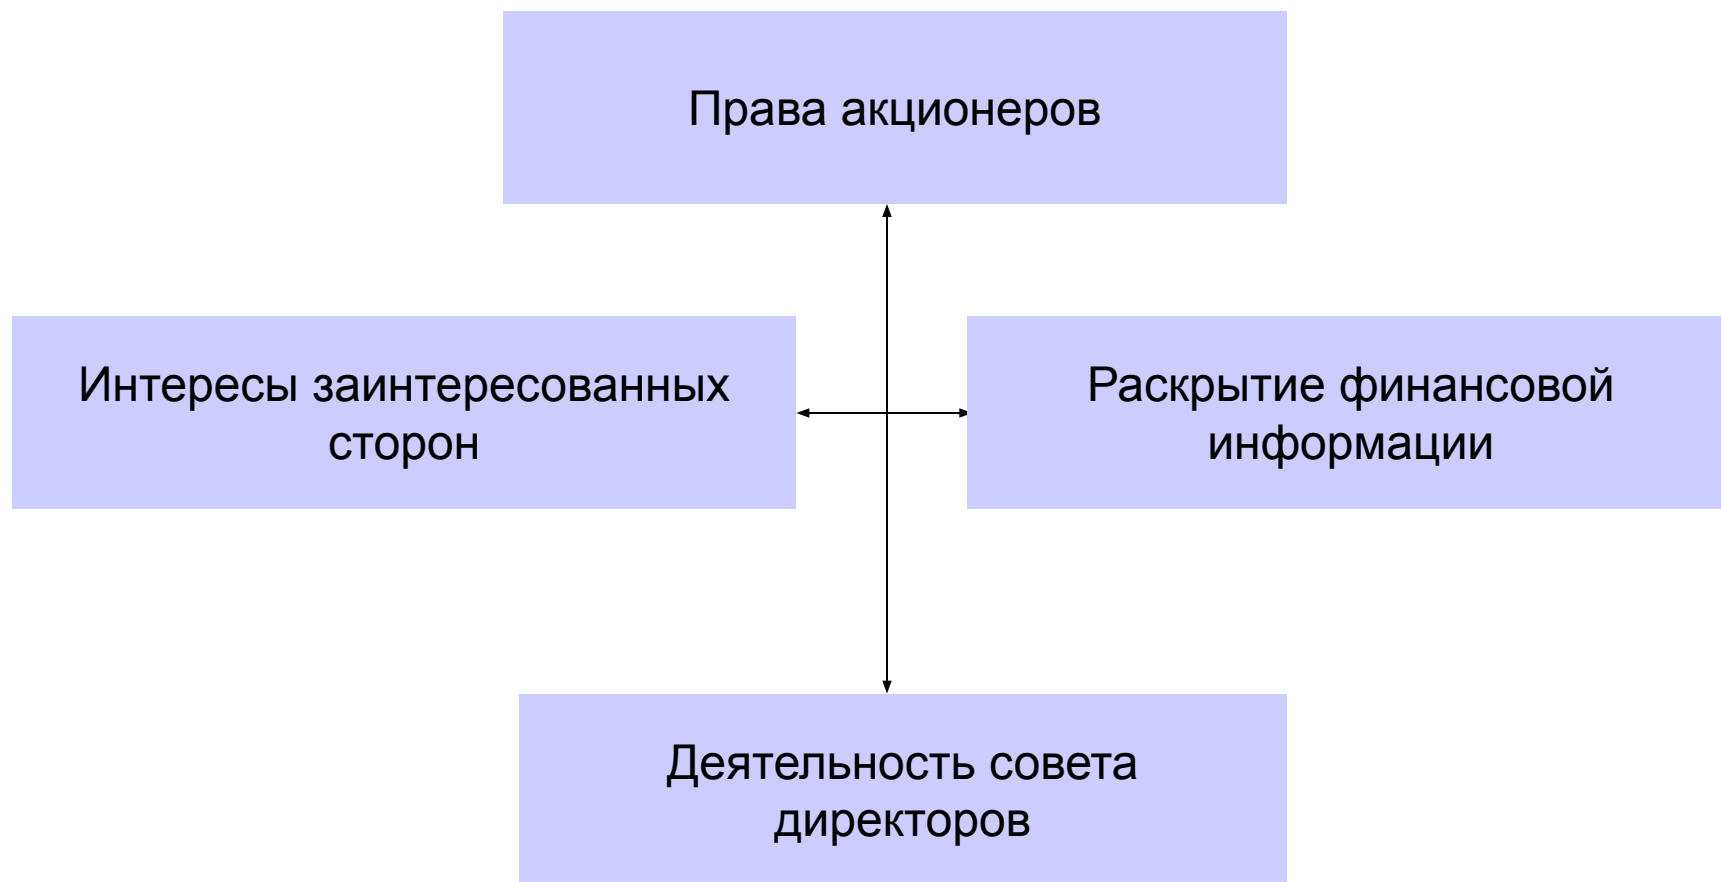 Права акционеров
Интересы заинтересованных
сторон
Раскрытие финансовой
информации
Деятельность совета
директоров